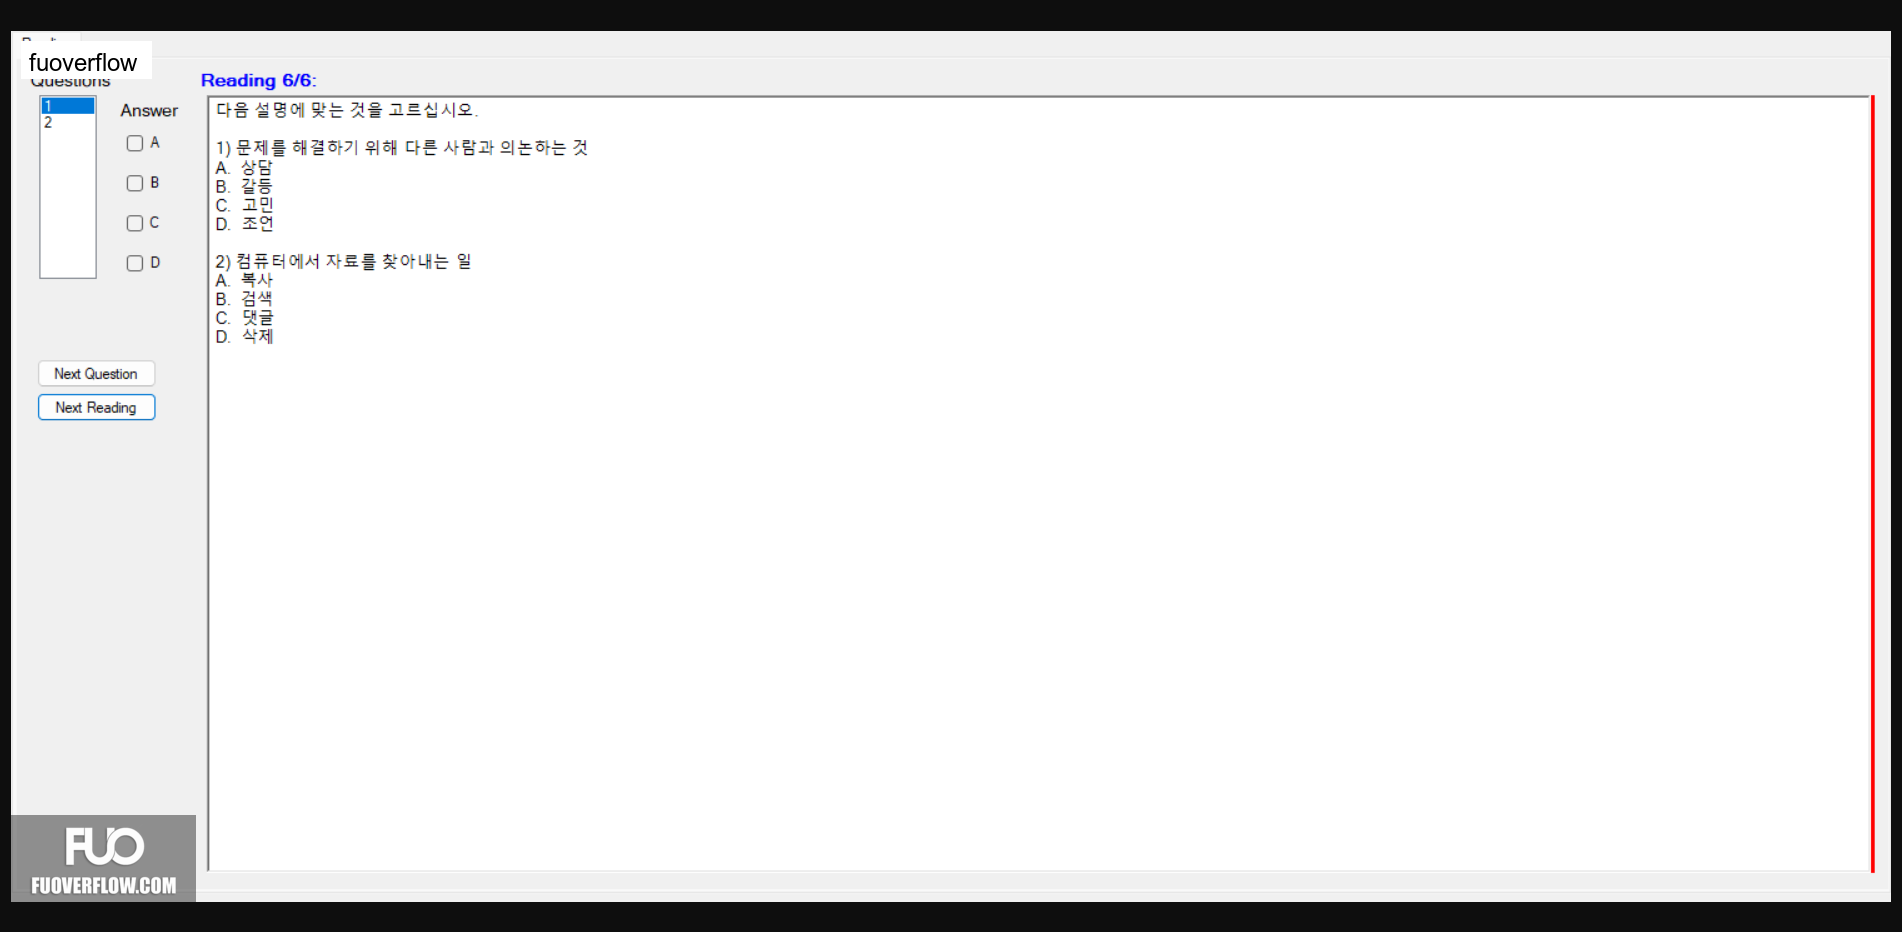 fuoverflow
Questions
1
2
Answer
A
B
C
D
Next Question
Next Reading
Reading 6/6:
다음 설명에 맞는 것을 고르십시오.
1) 문제를 해결하기 위해 다른 사람과 의논하는 것
A. 상담
B. 갈등
C. 고민
D. 조언
2) 컴퓨터에서 자료를 찾아내는 일
A. 복사
B. 검색
C. 댓글
D. 삭제
FUO
FUOVERFLOW.COM